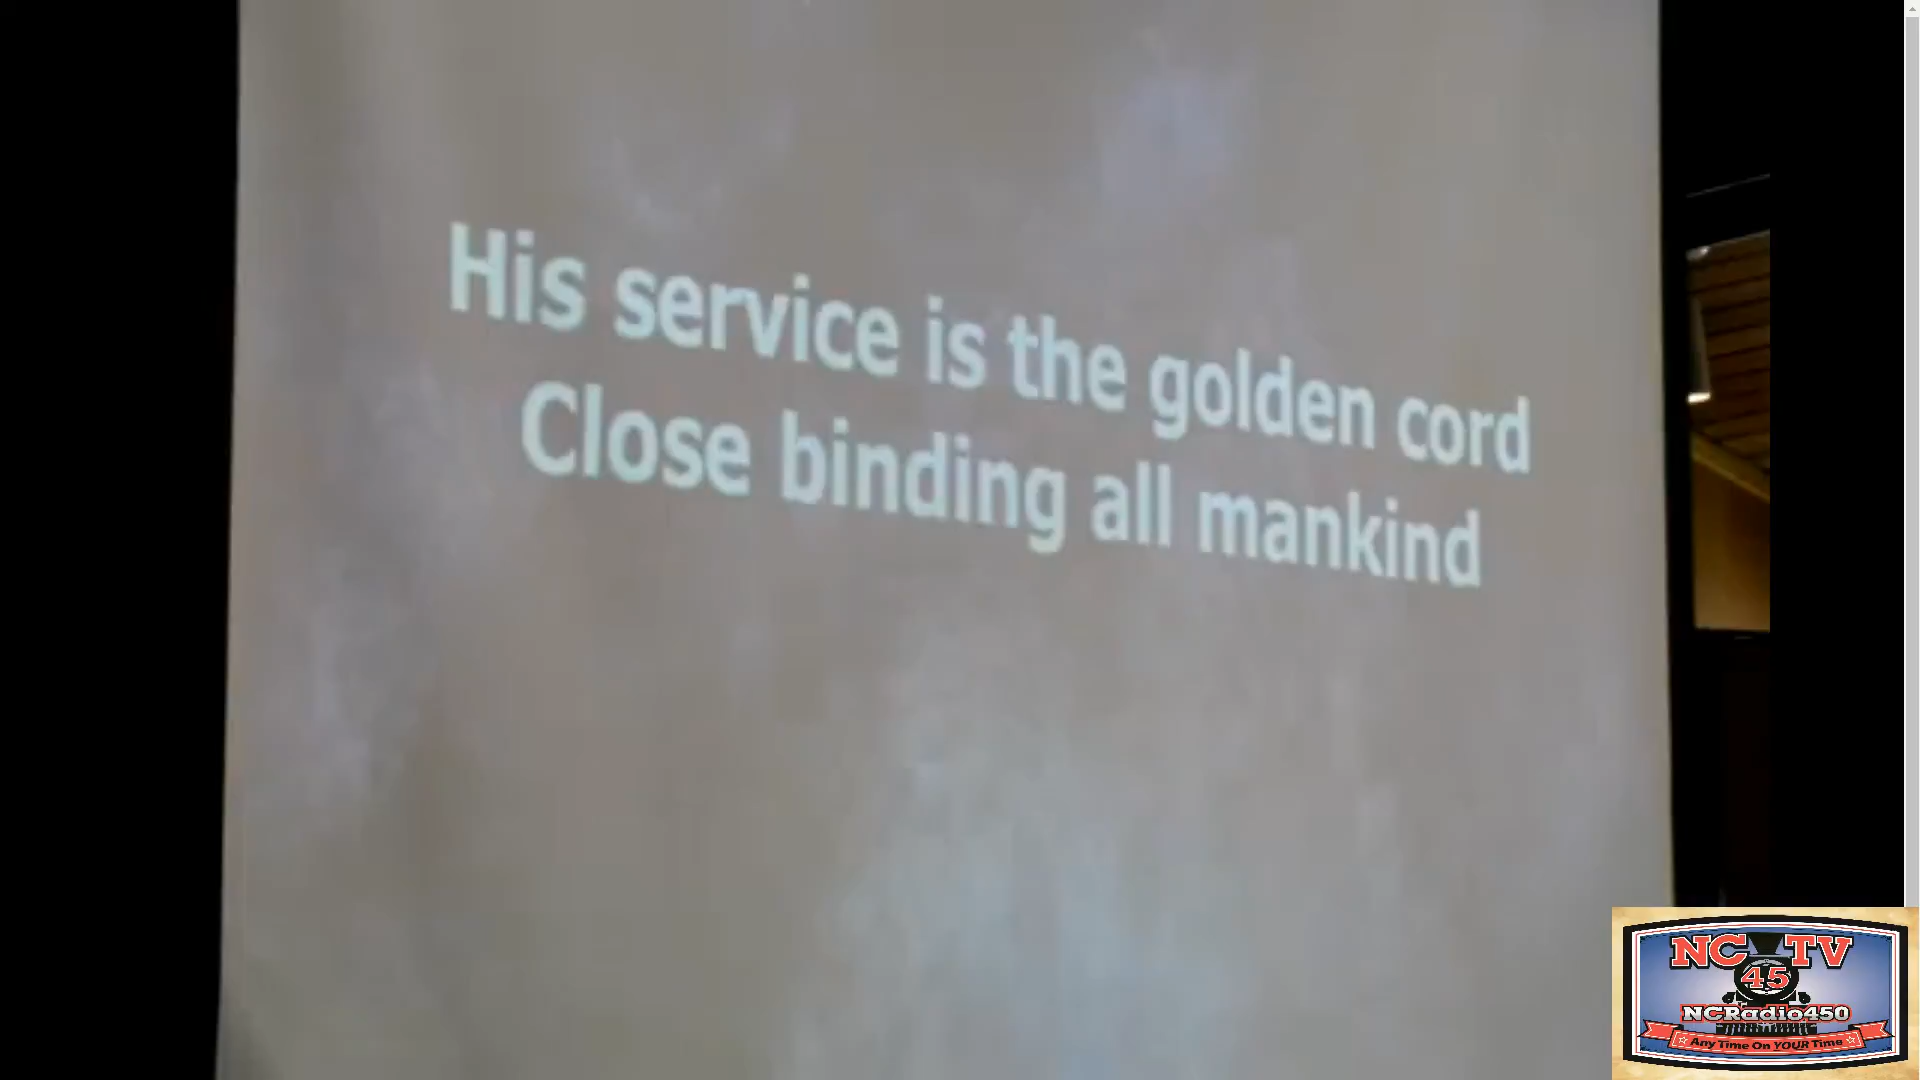 His service is the golden cord
Close binding all mankind
NC TV
45
NCRadio450
Any Time On YOUR Time